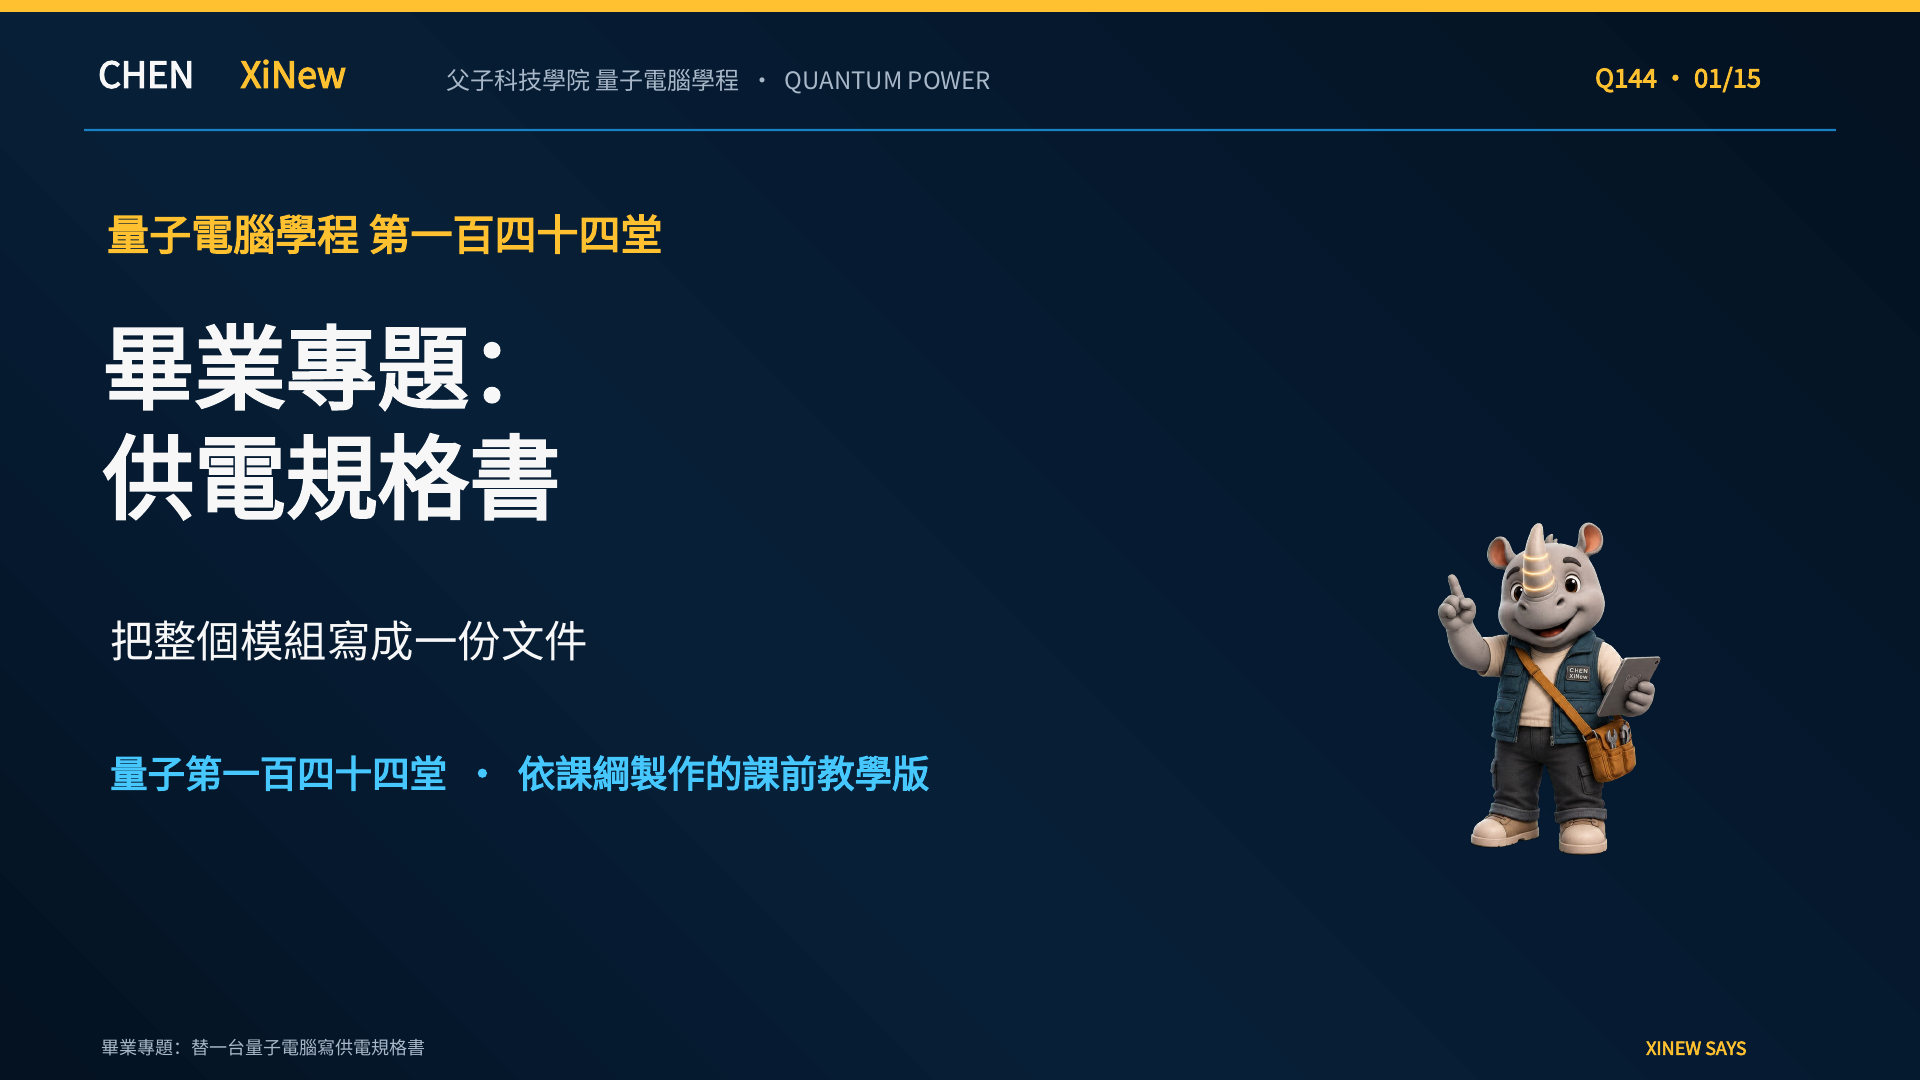 CHEN XiNew 父子科技學院 量子電腦學程 • QUANTUM POWER Q144 • 01/15
量子電腦學程 第一百四十四堂
畢業專題：
供電規格書
把整個模組寫成一份文件
量子第一百四十四堂 • 依課綱製作的課前教學版
CHEN
XiNew
畢業專題：替一台量子電腦寫供電規格書 XINEW SAYS